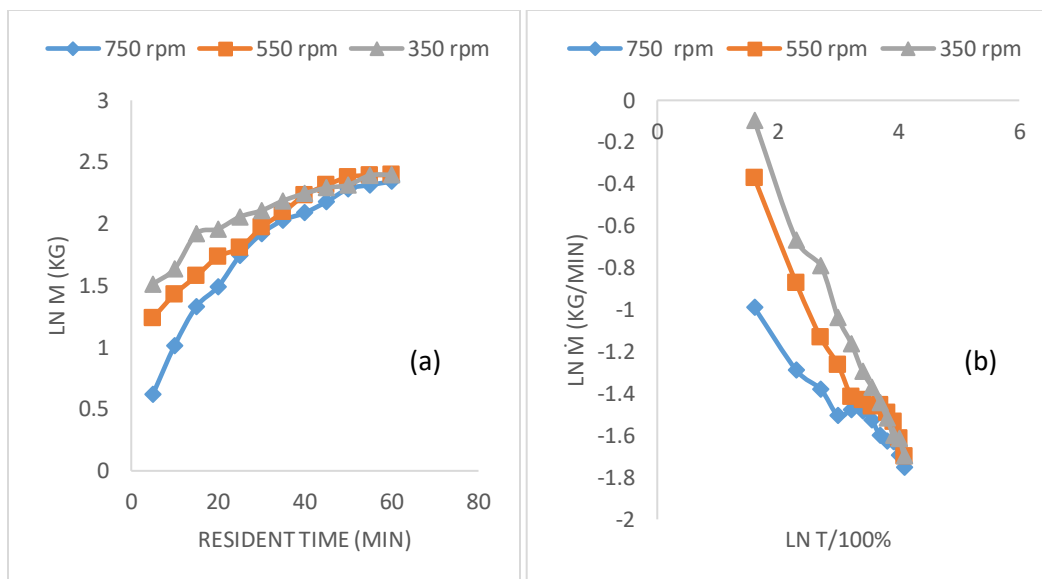 750 rpm 550 rpm 350 rpm
3
2.5
2
1.5
1
0.5
0
0 20 40 60 80
LN M (KG)
RESIDENT TIME (MIN)
(a)
750 rpm 550 rpm 350 rpm
0
-0.2
-0.4
-0.6
-0.8
-1
-1.2
-1.4
-1.6
-1.8
-2
0 2 4 6
LN Ṁ (KG/MIN)
LN T/100%
(b)